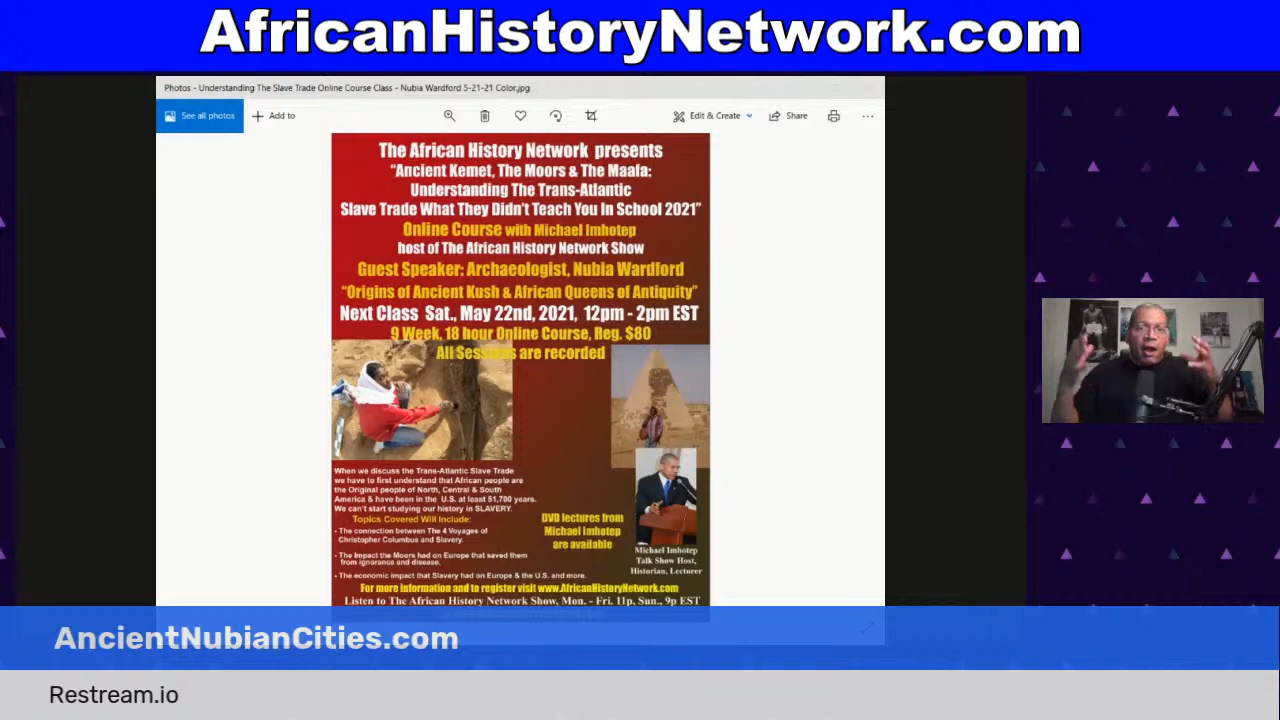 AfricanHistoryNetwork.com
Photos - Understanding The Slave Trade Online Course Class - Nubia Wardford 5-21-21 Color.jpg
See all photos
Add to
Edit & Create
Share
The African History Network presents
“Ancient Kemet, The Moors & The Maafa:
Understanding The Trans-Atlantic
Slave Trade What They Didn't Teach You In School 2021”
Online Course with Michael Imhotep
host of The African History Network Show
Guest Speaker: Archaeologist, Nubia Wardford
“Origins of Ancient Kush & African Queens of Antiquity”
Next Class Sat., May 22nd, 2021, 12pm - 2pm EST
9 Week, 18 hour Online Course, Reg. $80
All Sessions are recorded
When we discuss the Trans-Atlantic Slave Trade
we have to first understand that African people are
the Original people of North, Central & South
America & have been in the U.S. at least 51,700 years.
We can't start studying our history in SLAVERY.
Topics Covered Will Include:
- The connection between The 4 Voyages of
Christopher Columbus and Slavery.
- The Impact the Moors had on Europe that saved them
from ignorance and disease.
- The economic impact that Slavery had on Europe & the U.S. and more.
DVD lectures from
Michael Imhotep
are available
Michael Imhotep
Talk Show Host,
Historian, Lecturer
For more information and to register visit www.AfricanHistoryNetwork.com
Listen to The African History Network Show, Mon. - Fri. 11p, Sun., 9p EST
AncientNubianCities.com
Restream.io